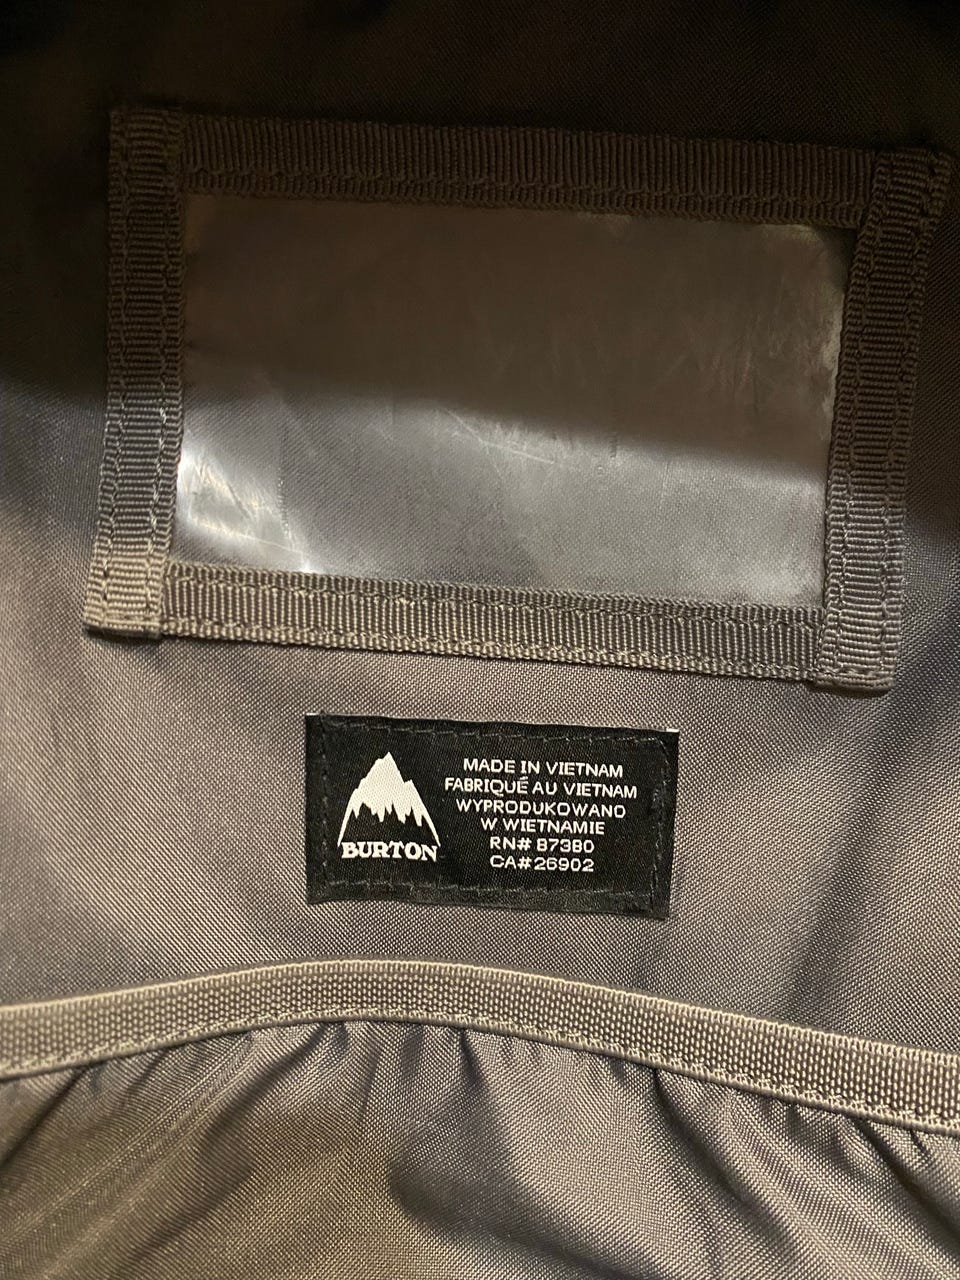 BURTON
MADE IN VIETNAM
FABRIQUÉ AU VIETNAM
WYPRODUKOWANO
W WIETNAMIE
RN# 87380
CA#26902